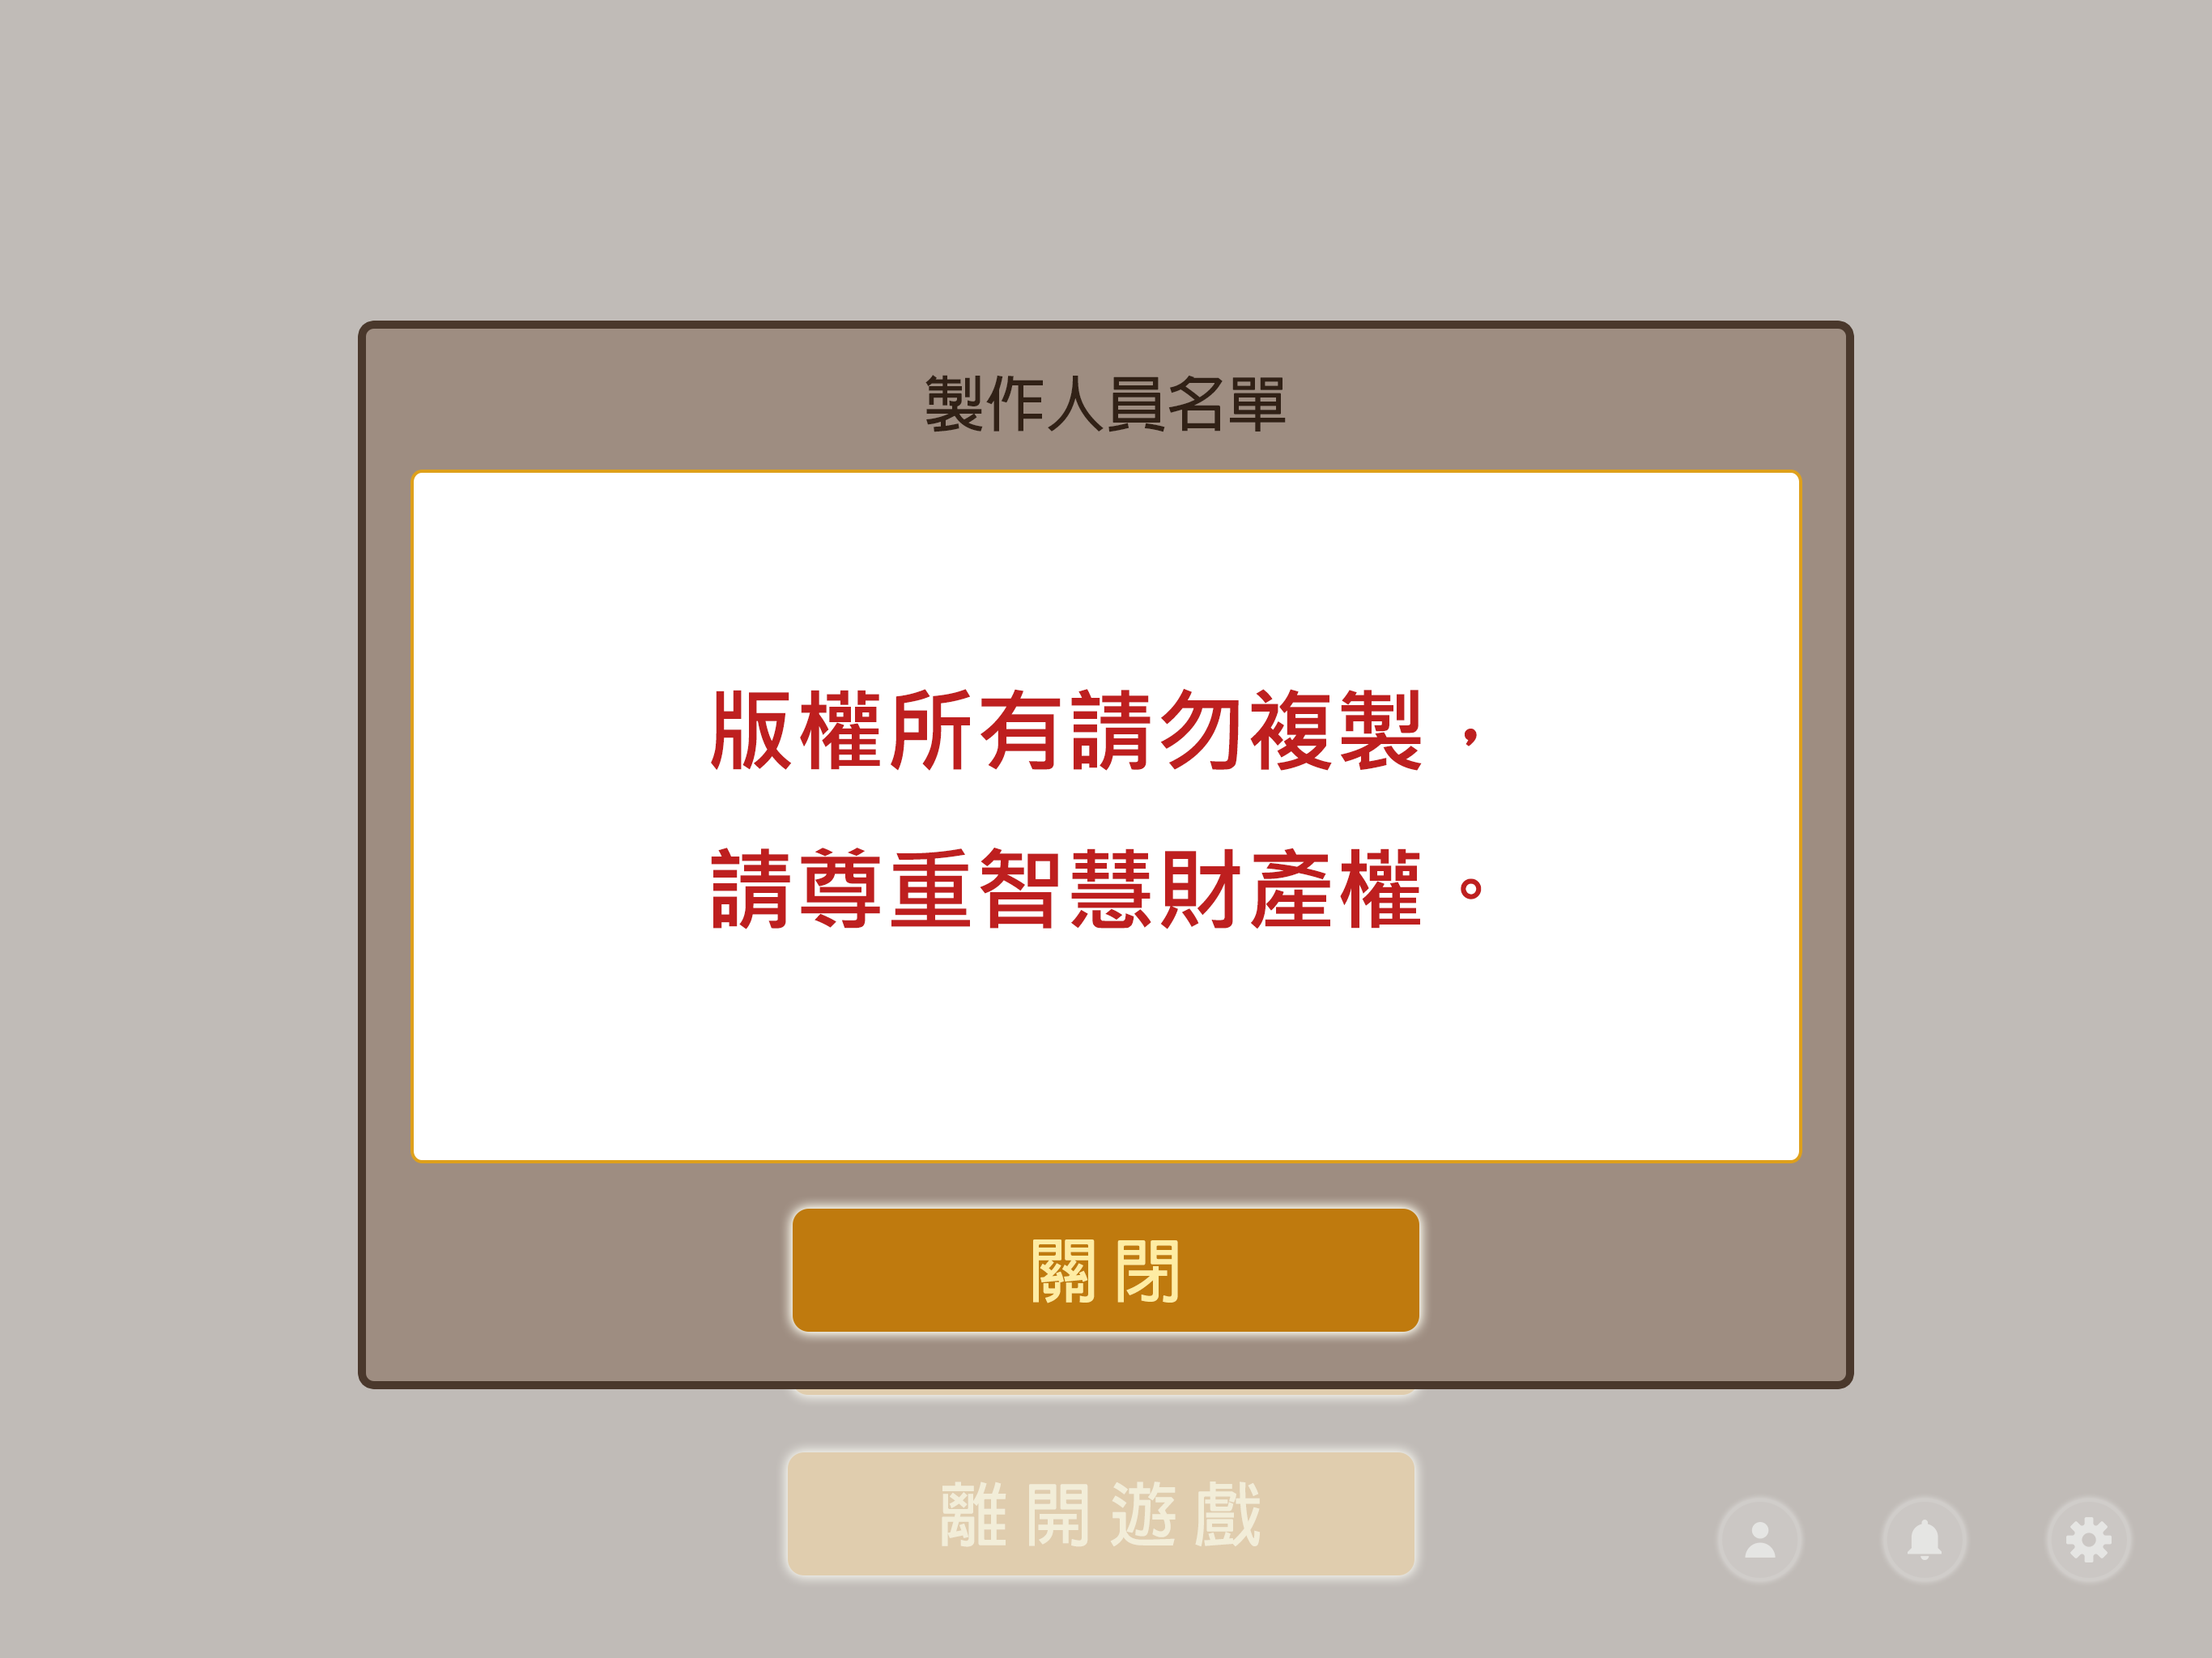 製作人員名單
版權所有請勿複製，
請尊重智慧財產權。
關閉
離開遊戲